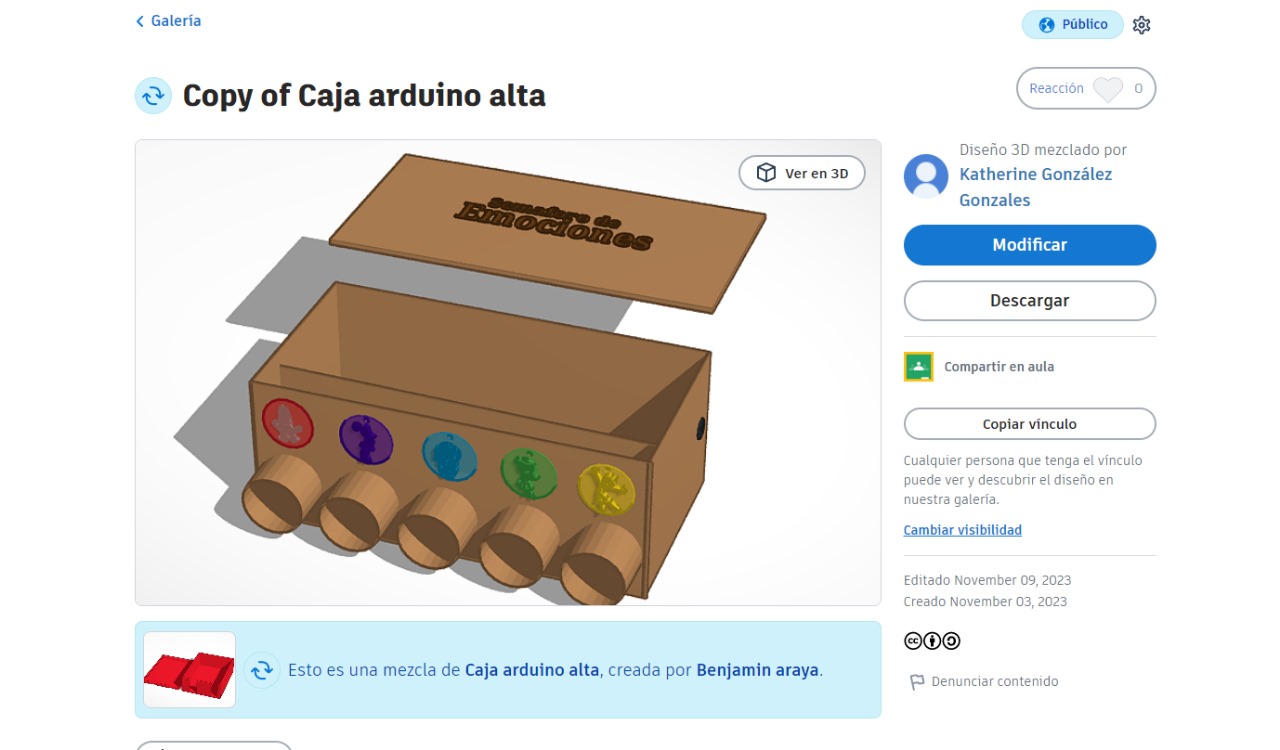 Galería
Público
Copy of Caja arduino alta
Reacción 0
Ver en 3D
Semaforo de
Emociones
Diseño 3D mezclado por
Katherine González
Gonzales
Modificar
Descargar
Compartir en aula
Copiar vínculo
Cualquier persona que tenga el vínculo
puede ver y descubrir el diseño en
nuestra galería.
Cambiar visibilidad
Editado November 09, 2023
Creado November 03, 2023
cc
Denunciar contenido
Esto es una mezcla de Caja arduino alta, creada por Benjamin araya.